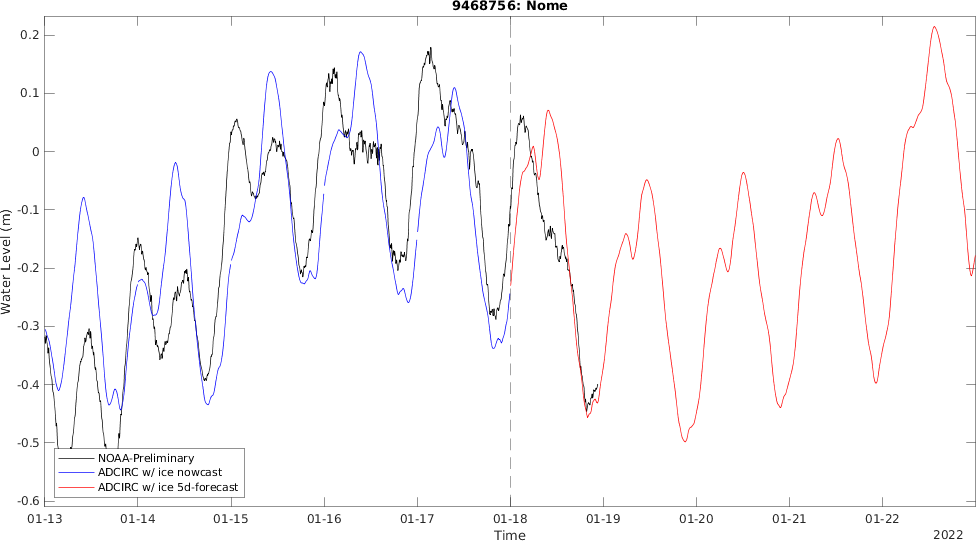 9468756: Nome
0.2
0.1
0
-0.1
-0.2
-0.3
-0.4
-0.5
-0.6
Water Level (m)
NOAA-Preliminary
ADCIRC w/ ice nowcast
ADCIRC w/ ice 5d-forecast
01-13 01-14 01-15 01-16 01-17 01-18 01-19 01-20 01-21 01-22
Time
2022